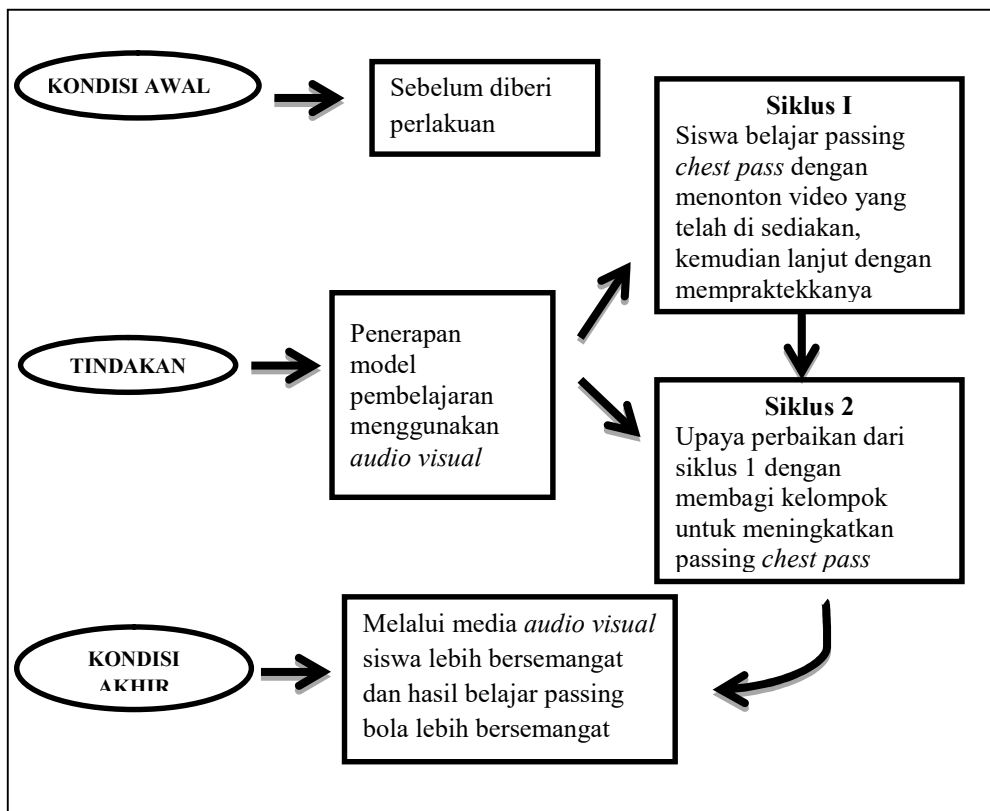 KONDISI AWAL
Sebelum diberi
perlakuan
Siklus I
Siswa belajar passing
chest pass dengan
menonton video yang
telah di sediakan,
kemudian lanjut dengan
mempraktekkanya
TINDAKAN
Penerapan
model
pembelajaran
menggunakan
audio visual
Siklus 2
Upaya perbaikan dari
siklus 1 dengan
membagi kelompok
untuk meningkatkan
passing chest pass
KONDISI
AKHIR
Melalui media audio visual
siswa lebih bersemangat
dan hasil belajar passing
bola lebih bersemangat